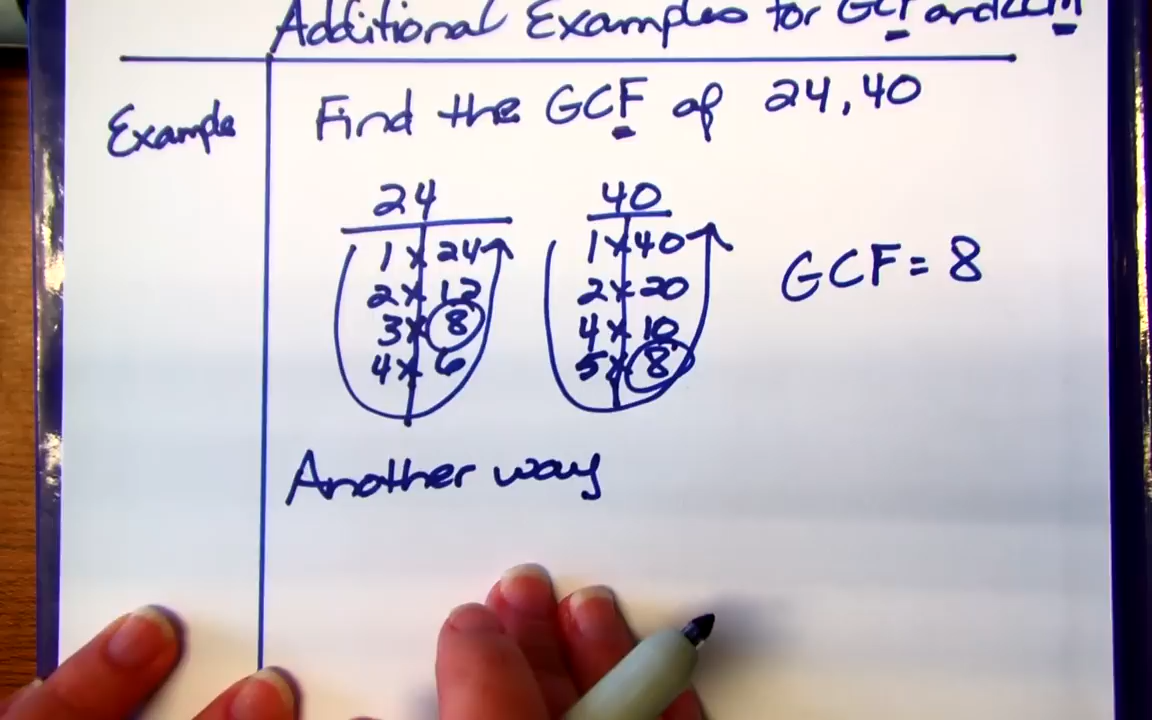 Additional Examples for GCF and LCM
Example
Find the GCF of 24, 40
24
1 x 24
2 x 12
3 x 8
4 x 6
40
1 x 40
2 x 20
4 x 10
5 x 8
GCF = 8
Another way